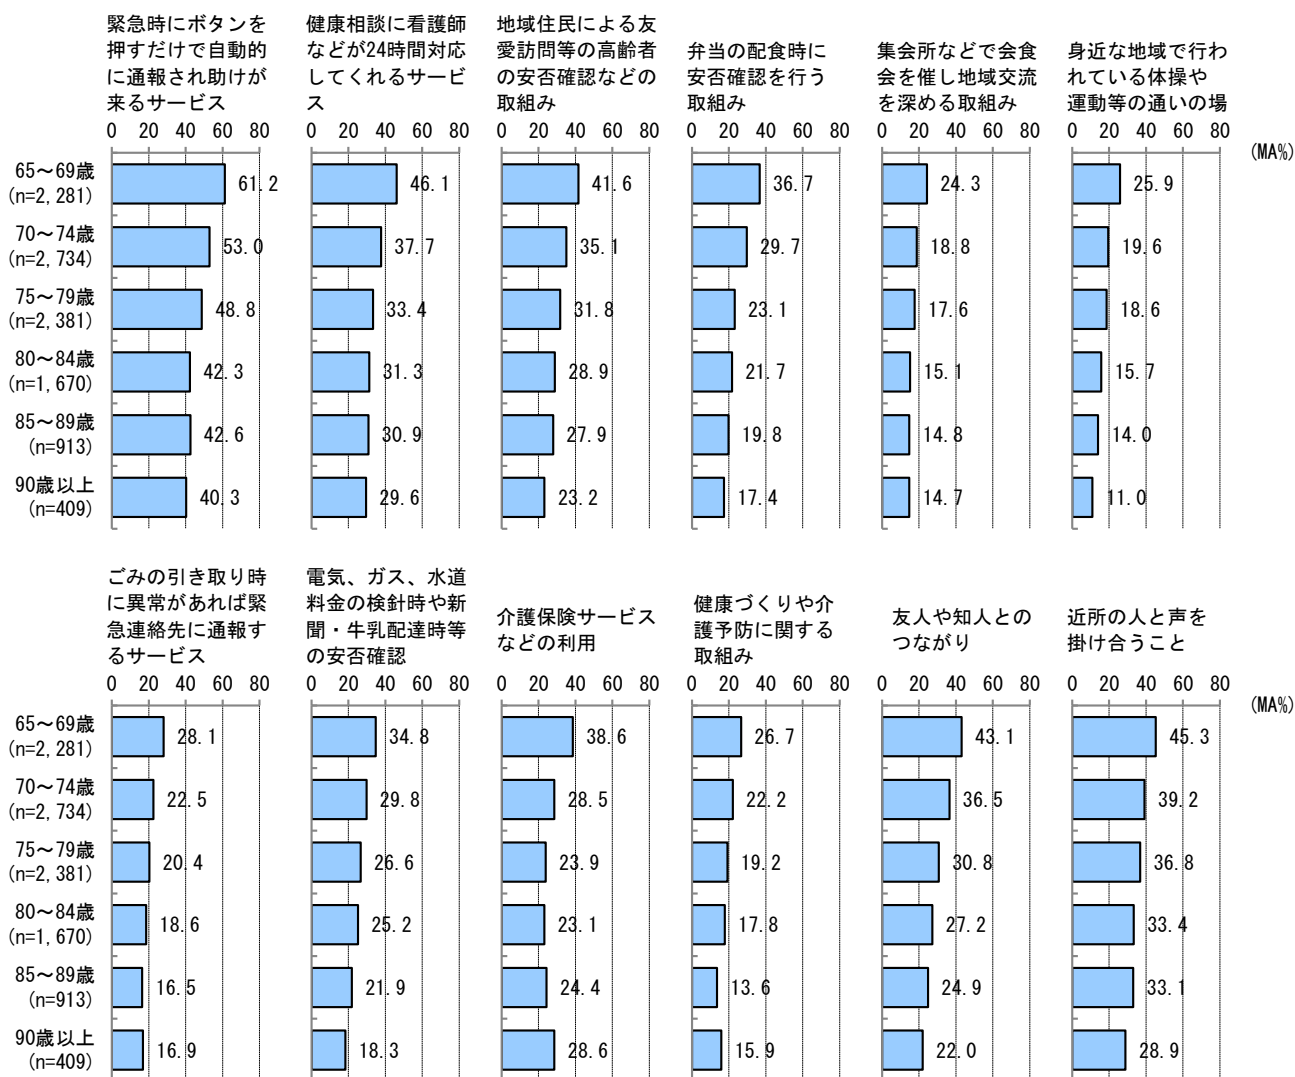 緊急時にボタンを
押すだけで自動的
に通報され助けが
来るサービス
健康相談に看護師
などが24時間対応
してくれるサービ
ス
地域住民による友
愛訪問等の高齢者
の安否確認などの
取組み
弁当の配食時に
安否確認を行う
取組み
集会所などで会食
会を催し地域交流
を深める取組み
身近な地域で行わ
れている体操や
運動等の通いの場
0 20 40 60 80 0 20 40 60 80 0 20 40 60 80 0 20 40 60 80 0 20 40 60 80 0 20 40 60 80
(MA%)
65～69歳
(n=2,281)
61.2 46.1 41.6 36.7 24.3 25.9
70～74歳
(n=2,734)
53.0 37.7 35.1 29.7 18.8 19.6
75～79歳
(n=2,381)
48.8 33.4 31.8 23.1 17.6 18.6
80～84歳
(n=1,670)
42.3 31.3 28.9 21.7 15.1 15.7
85～89歳
(n=913)
42.6 30.9 27.9 19.8 14.8 14.0
90歳以上
(n=409)
40.3 29.6 23.2 17.4 14.7 11.0
ごみの引き取り時
に異常があれば緊
急連絡先に通報す
るサービス
電気、ガス、水道
料金の検針時や新
聞・牛乳配達時等
の安否確認
介護保険サービス
などの利用
健康づくりや介
護予防に関する
取組み
友人や知人との
つながり
近所の人と声を
掛け合うこと
0 20 40 60 80 0 20 40 60 80 0 20 40 60 80 0 20 40 60 80 0 20 40 60 80 0 20 40 60 80
(MA%)
65～69歳
(n=2,281)
28.1 34.8 38.6 26.7 43.1 45.3
70～74歳
(n=2,734)
22.5 29.8 28.5 22.2 36.5 39.2
75～79歳
(n=2,381)
20.4 26.6 23.9 19.2 30.8 36.8
80～84歳
(n=1,670)
18.6 25.2 23.1 17.8 27.2 33.4
85～89歳
(n=913)
16.5 21.9 24.4 13.6 24.9 33.1
90歳以上
(n=409)
16.9 18.3 28.6 15.9 22.0 28.9